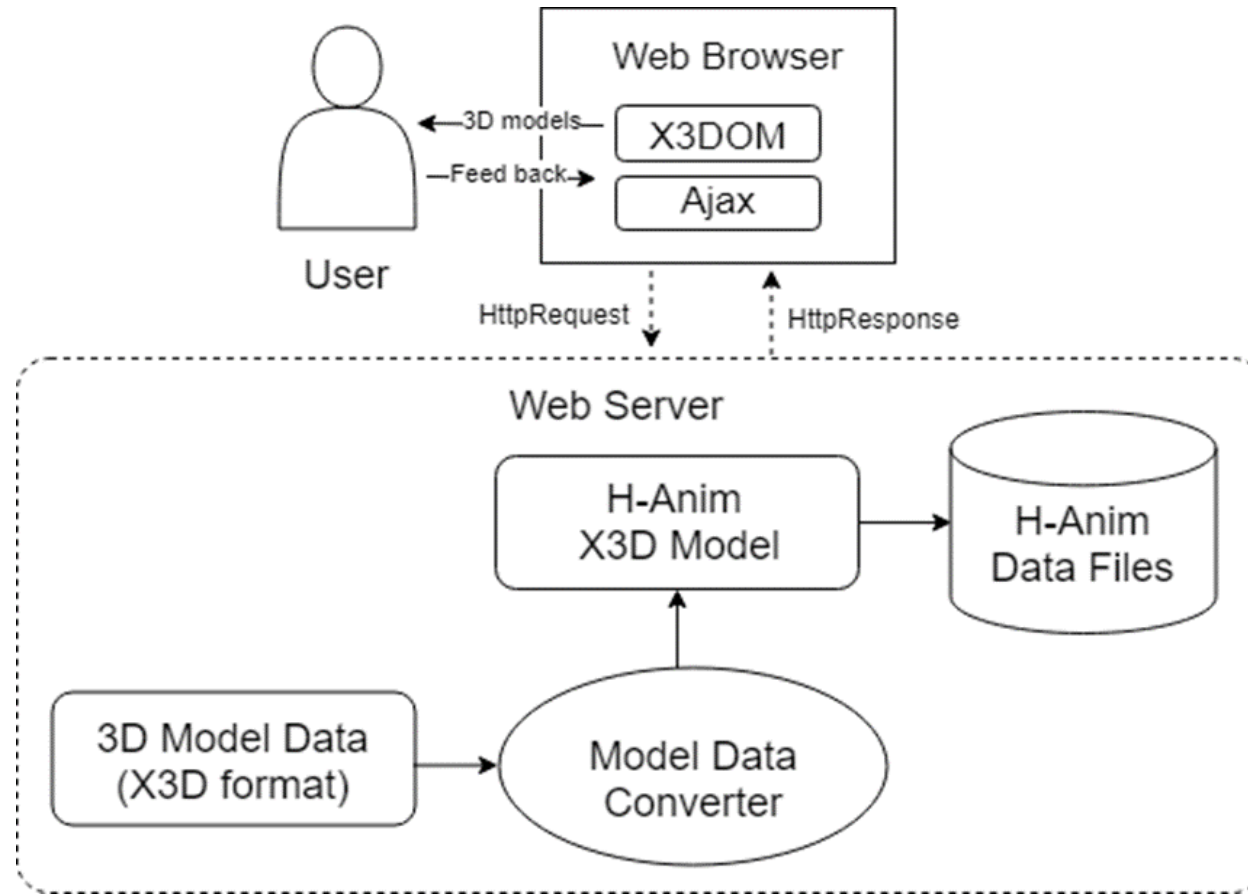 Web Browser
3D models
X3DOM
Feed back
Ajax
User
HttpRequest
HttpResponse
Web Server
H-Anim
X3D Model
H-Anim
Data Files
3D Model Data
(X3D format)
Model Data
Converter